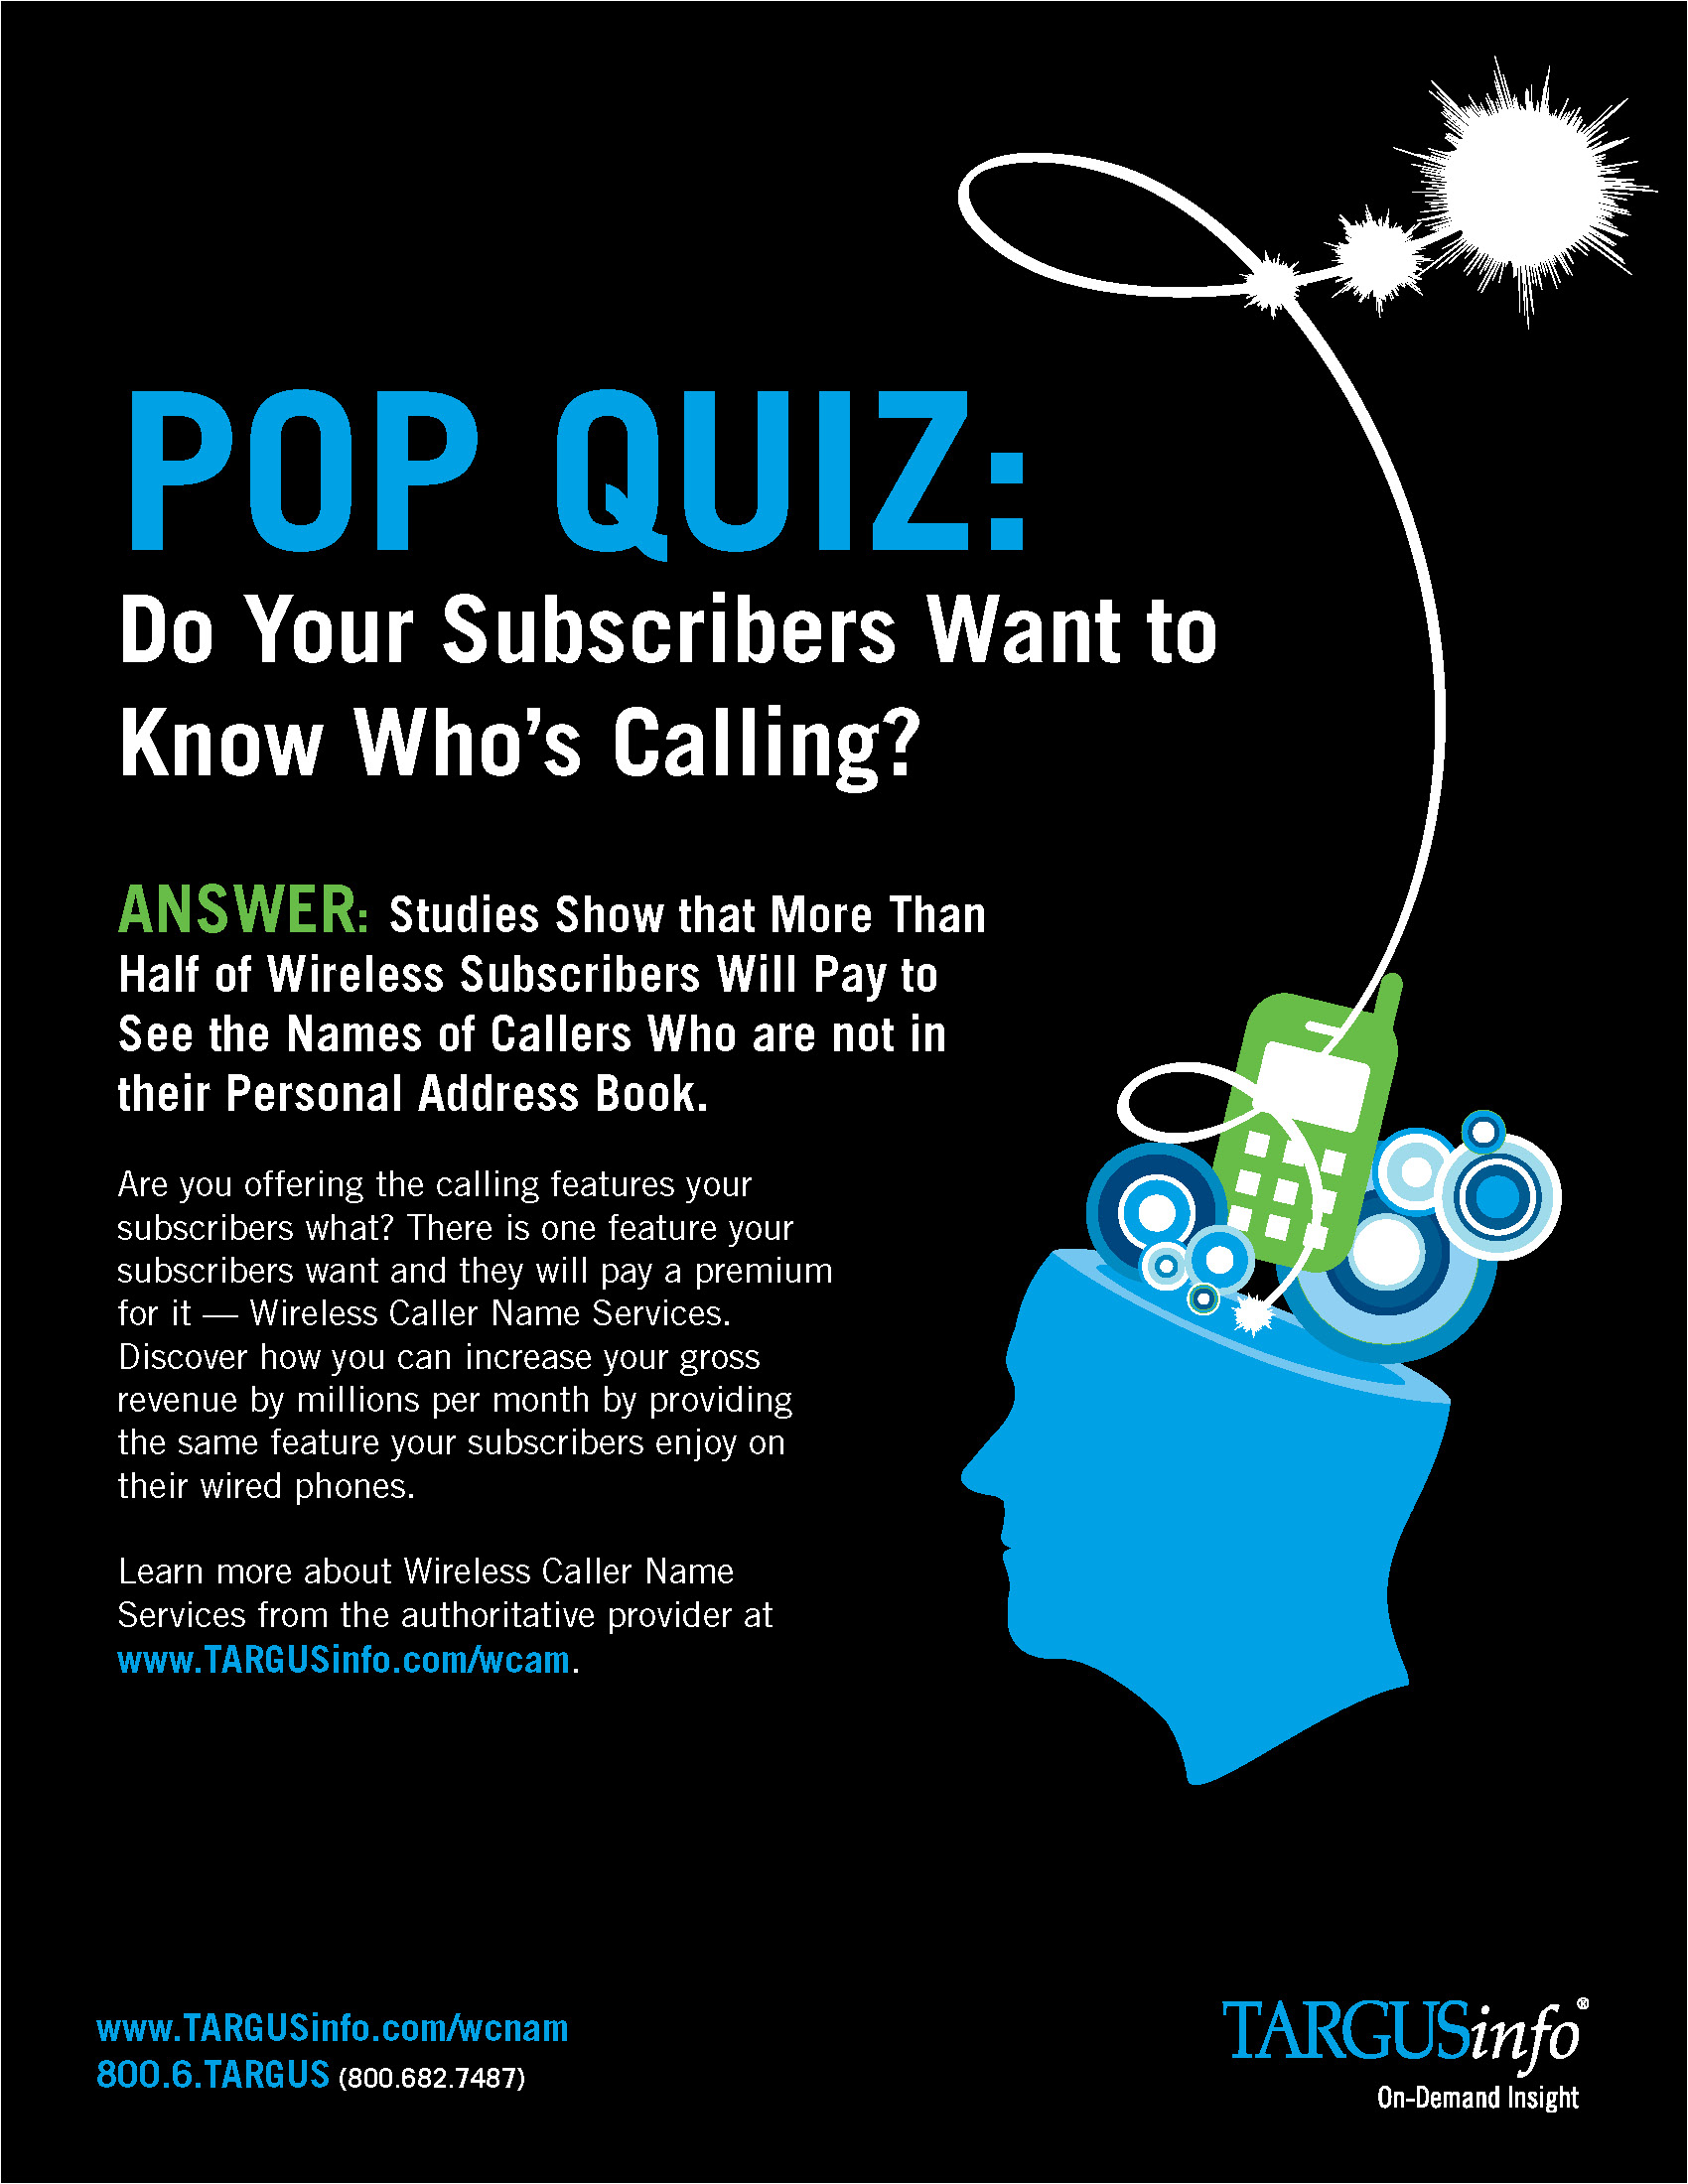 POP QUIZ:
Do Your Subscribers Want to
Know Who’s Calling?
ANSWER: Studies Show that More Than
Half of Wireless Subscribers Will Pay to
See the Names of Callers Who are not in
their Personal Address Book.
Are you offering the calling features your
subscribers what? There is one feature your
subscribers want and they will pay a premium
for it — Wireless Caller Name Services.
Discover how you can increase your gross
revenue by millions per month by providing
the same feature your subscribers enjoy on
their wired phones.
Learn more about Wireless Caller Name
Services from the authoritative provider at
www.TARGUSinfo.com/wcam.
www.TARGUSinfo.com/wcnam
800.6.TARGUS (800.682.7487)
TARGUSinfo®
On-Demand Insight